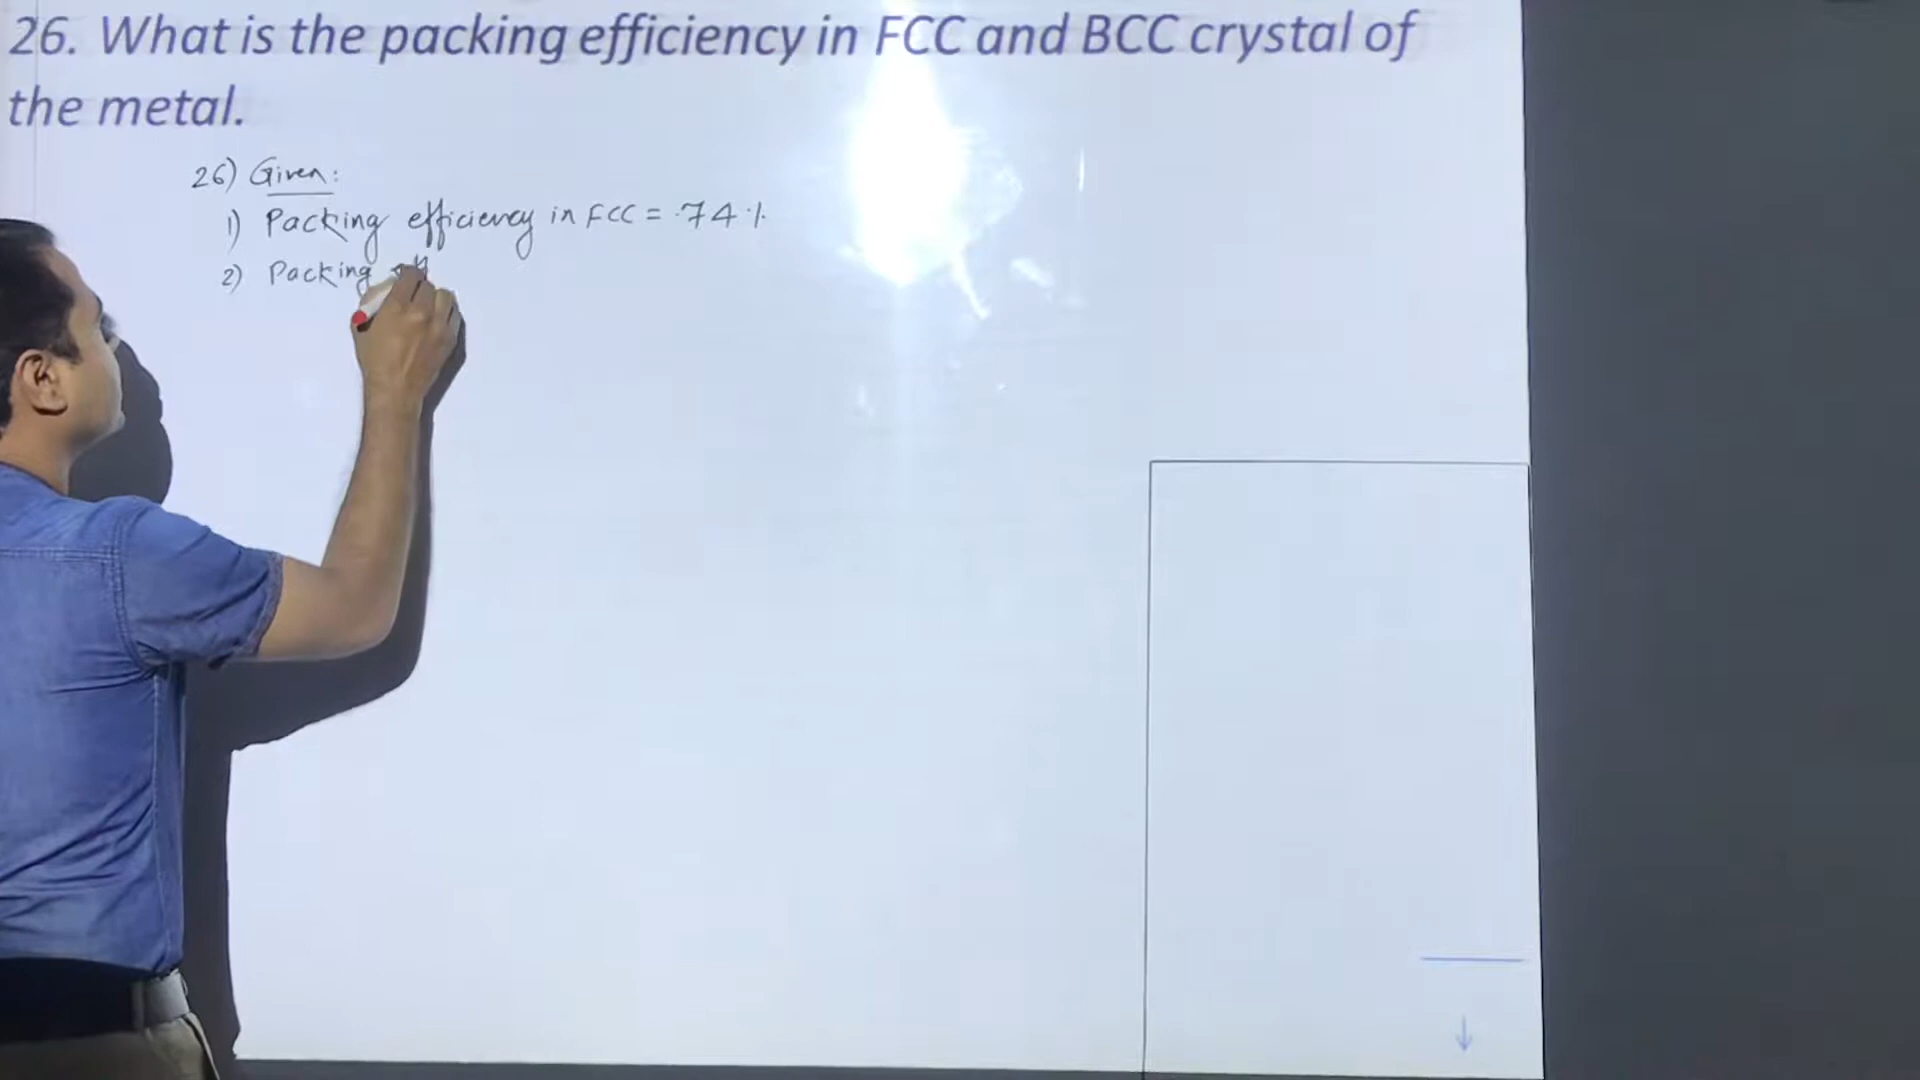 26. What is the packing efficiency in FCC and BCC crystal of
the metal.
26) Given:
1) Packing efficiency in FCC = 74%
2) Packing eff